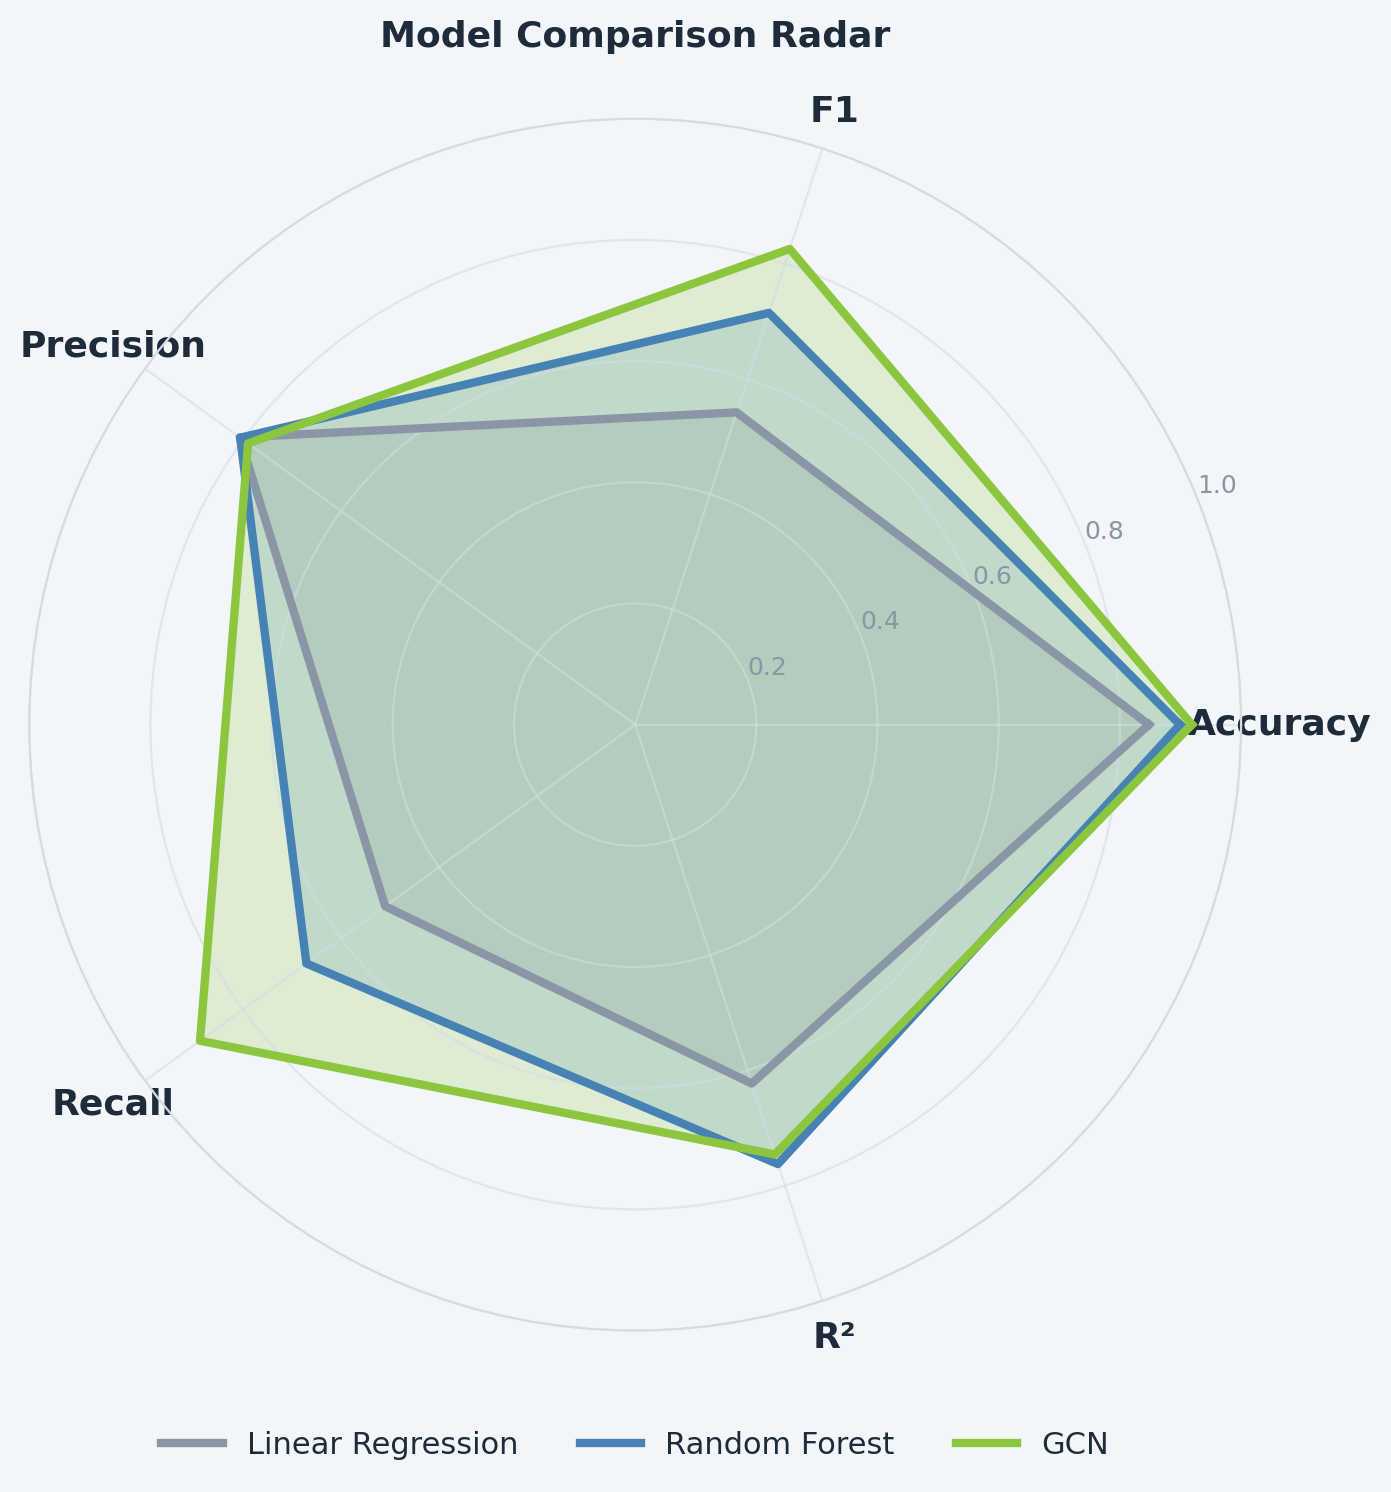 Model Comparison Radar
F1
Precision
1.0
0.8
0.6
0.4
0.2
Accuracy
Recall
R²
Linear Regression
Random Forest
GCN